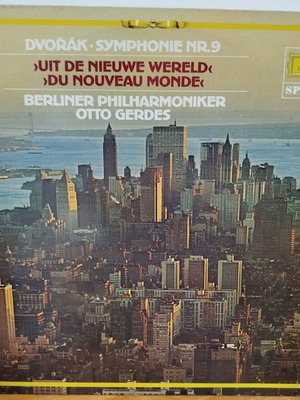 DVOŘÁK · SYMPHONIE NR. 9
›UIT DE NIEUWE WERELD‹
›DU NOUVEAU MONDE‹
BERLINER PHILHARMONIKER
OTTO GERDES